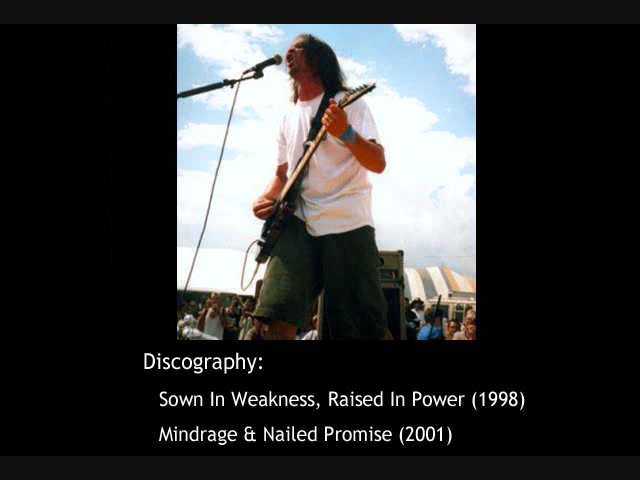 Discography:
Sown In Weakness, Raised In Power (1998)
Mindrage & Nailed Promise (2001)